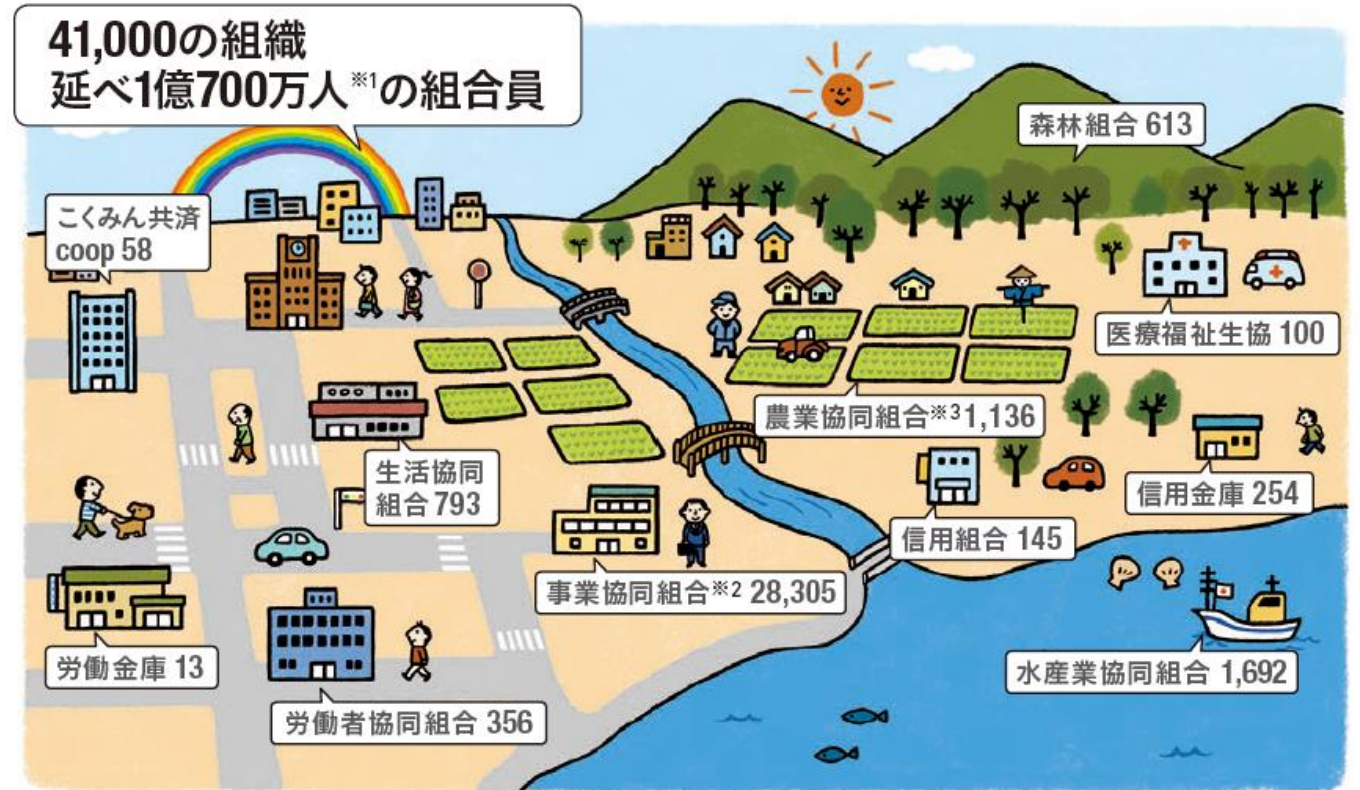 41,000の組織
延べ1億700万人※1の組合員
森林組合 613
こくみん共済
coop 58
医療福祉生協 100
農業協同組合※3 1,136
生活協同
組合 793
信用金庫 254
信用組合 145
事業協同組合※2 28,305
労働金庫 13
水産業協同組合 1,692
労働者協同組合 356